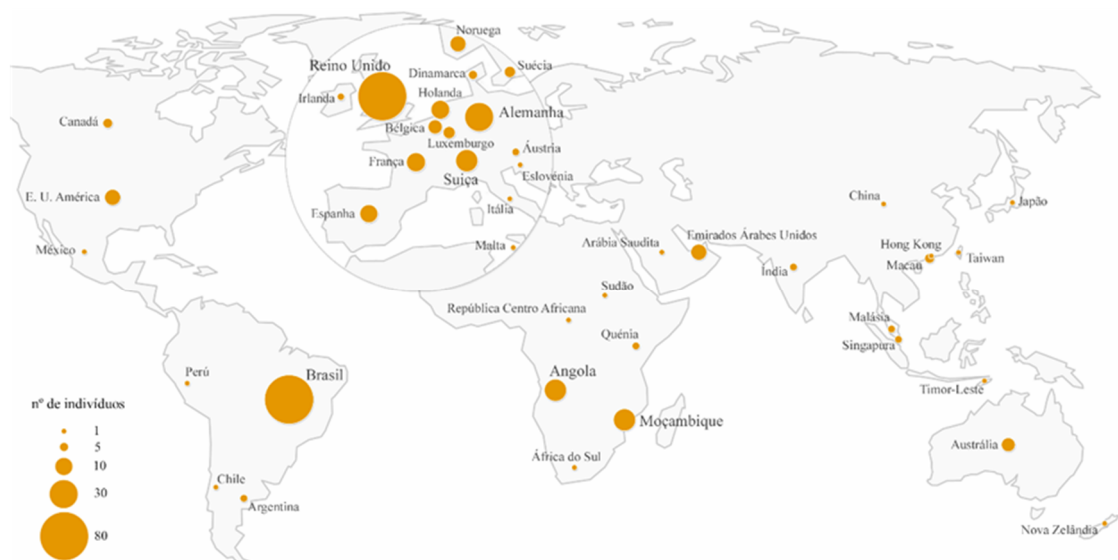 Noruega
Reino Unido
Dinamarca
Suécia
Irlanda
Holanda
Alemanha
Canadá
Bélgica
Luxemburgo
Áustria
França
Eslovénia
Suiça
E. U. América
Itália
China
Japão
Espanha
México
Malta
Arábia Saudita
Emirados Árabes Unidos
Hong Kong
Macau
Taiwan
Índia
Sudão
República Centro Africana
Malásia
Quénia
Singapura
Perú
Brasil
Angola
Timor-Leste
Moçambique
Austrália
África do Sul
Chile
Argentina
Nova Zelândia
nº de indivíduos
1
5
10
30
80